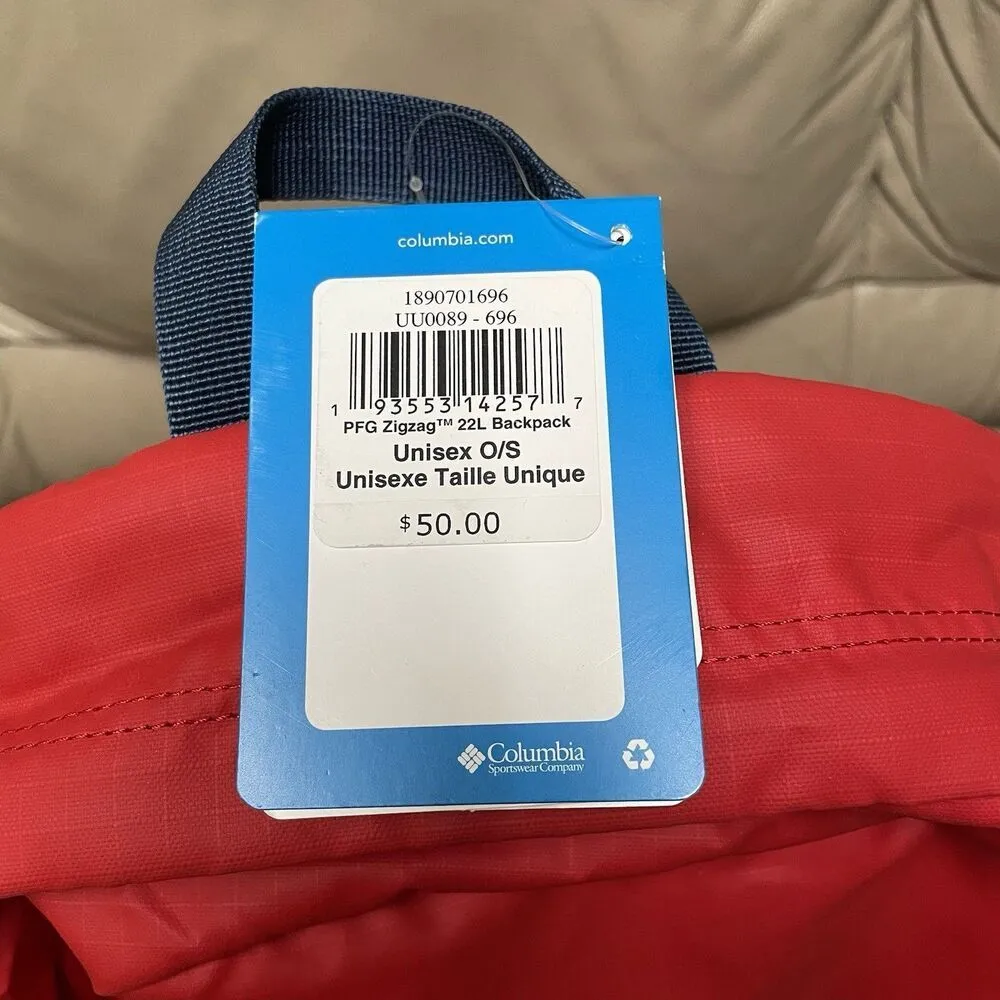 columbia.com
1890701696
UU0089 - 696
1 93553 14257 7
PFG Zigzag™ 22L Backpack
Unisex O/S
Unisexe Taille Unique
$50.00
Columbia
Sportswear Company